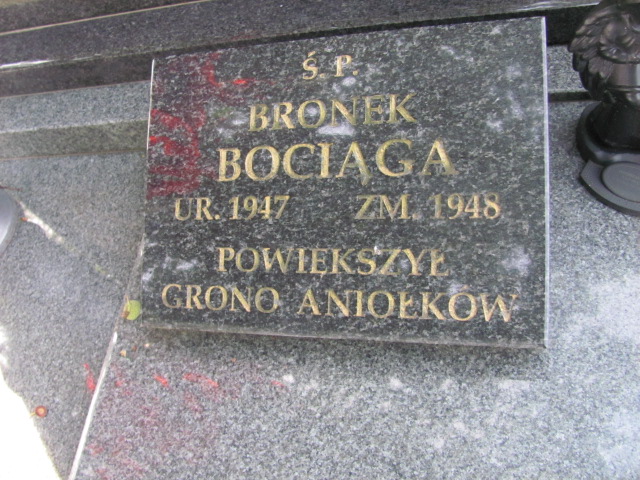 Ś. P.
BRONEK
BOCIĄGA
UR. 1947 ZM. 1948
POWIĘKSZYŁ
GRONO ANIOŁKÓW